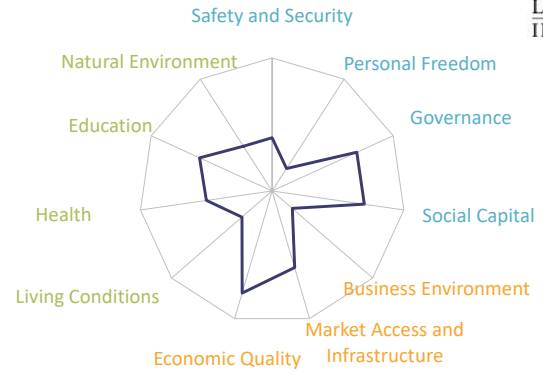 Safety and Security
Natural Environment
Personal Freedom
Education
Governance
Health
Social Capital
Living Conditions
Business Environment
Market Access and
Infrastructure
Economic Quality